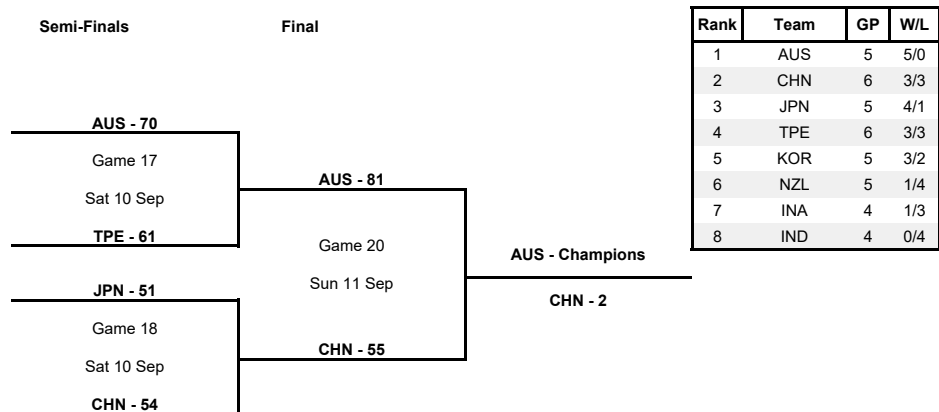 Semi-Finals Final
AUS - 70
Game 17
Sat 10 Sep
TPE - 61
JPN - 51
Game 18
Sat 10 Sep
CHN - 54
AUS - 81
Game 20
Sun 11 Sep
CHN - 55
AUS - Champions
CHN - 2
Rank Team GP W/L
1 AUS 5 5/0
2 CHN 6 3/3
3 JPN 5 4/1
4 TPE 6 3/3
5 KOR 5 3/2
6 NZL 5 1/4
7 INA 4 1/3
8 IND 4 0/4